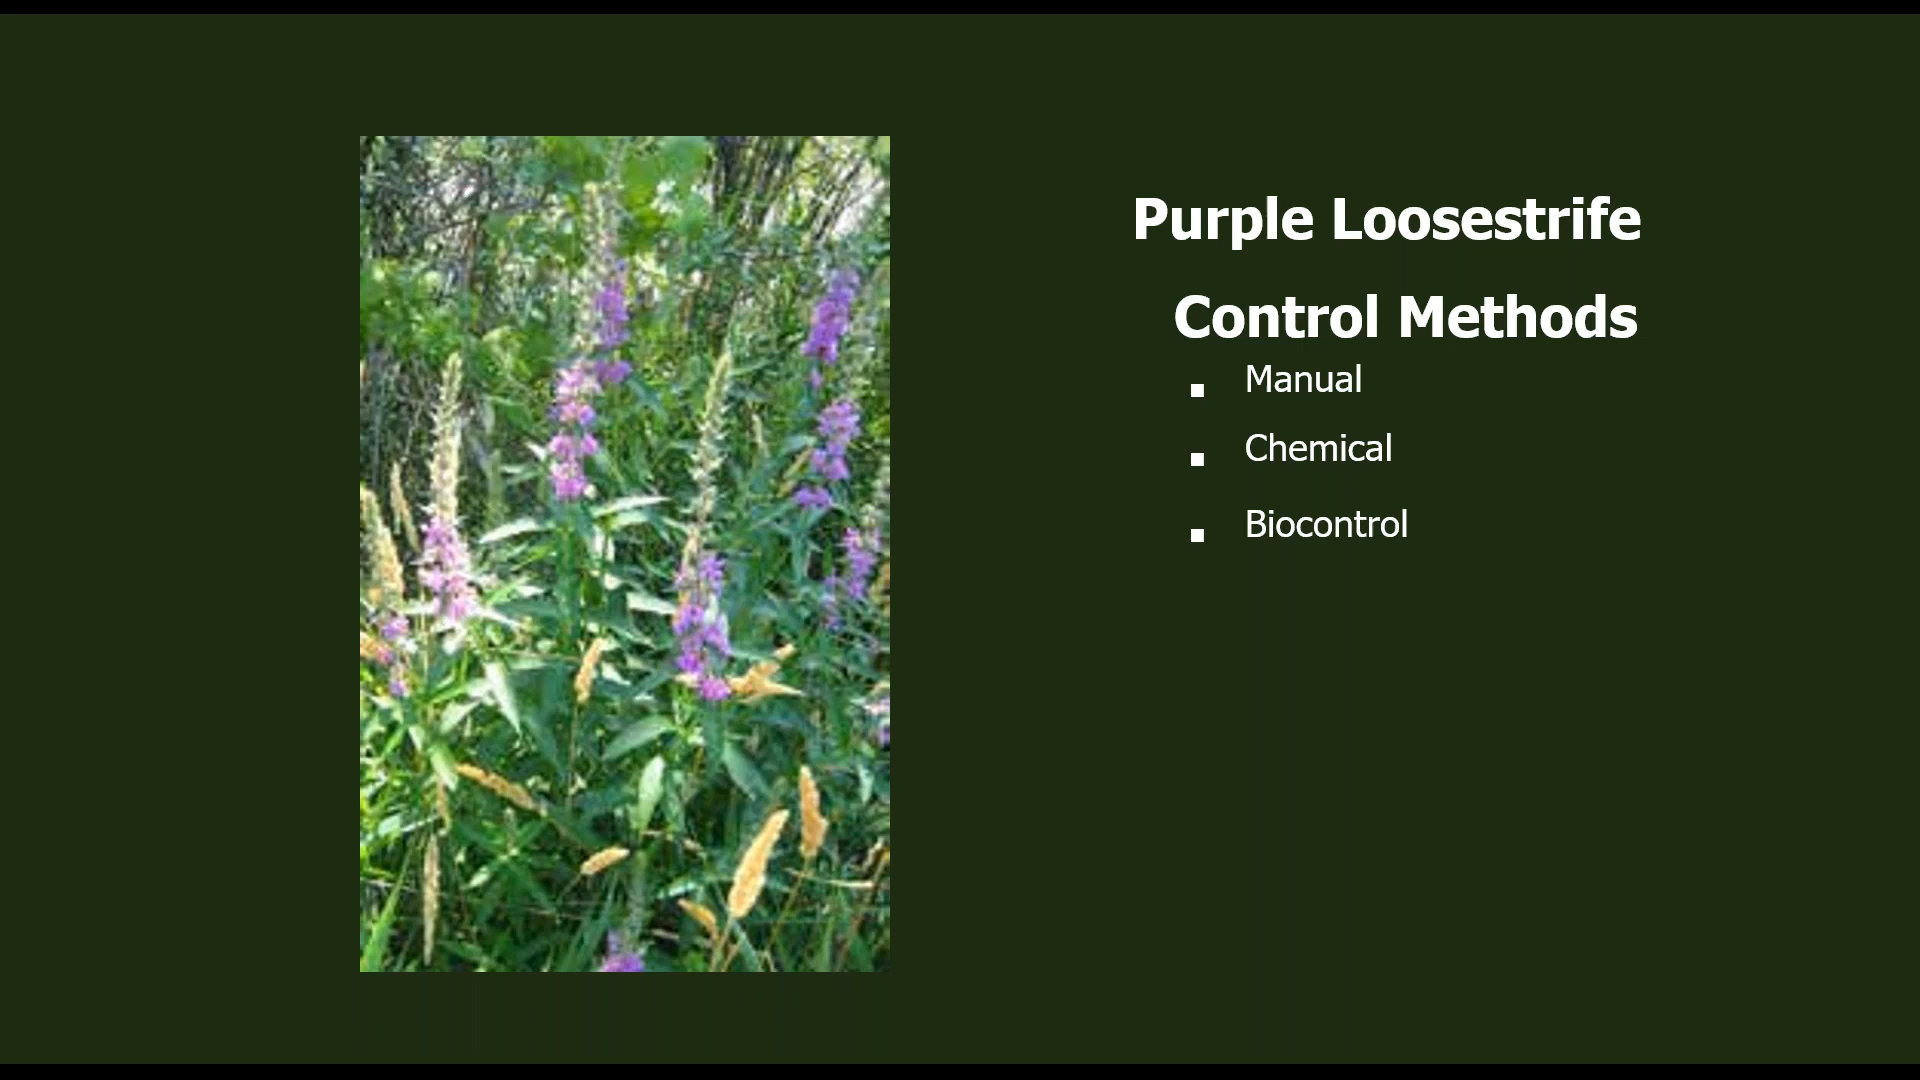 Purple Loosestrife
Control Methods
▪ Manual
▪ Chemical
▪ Biocontrol